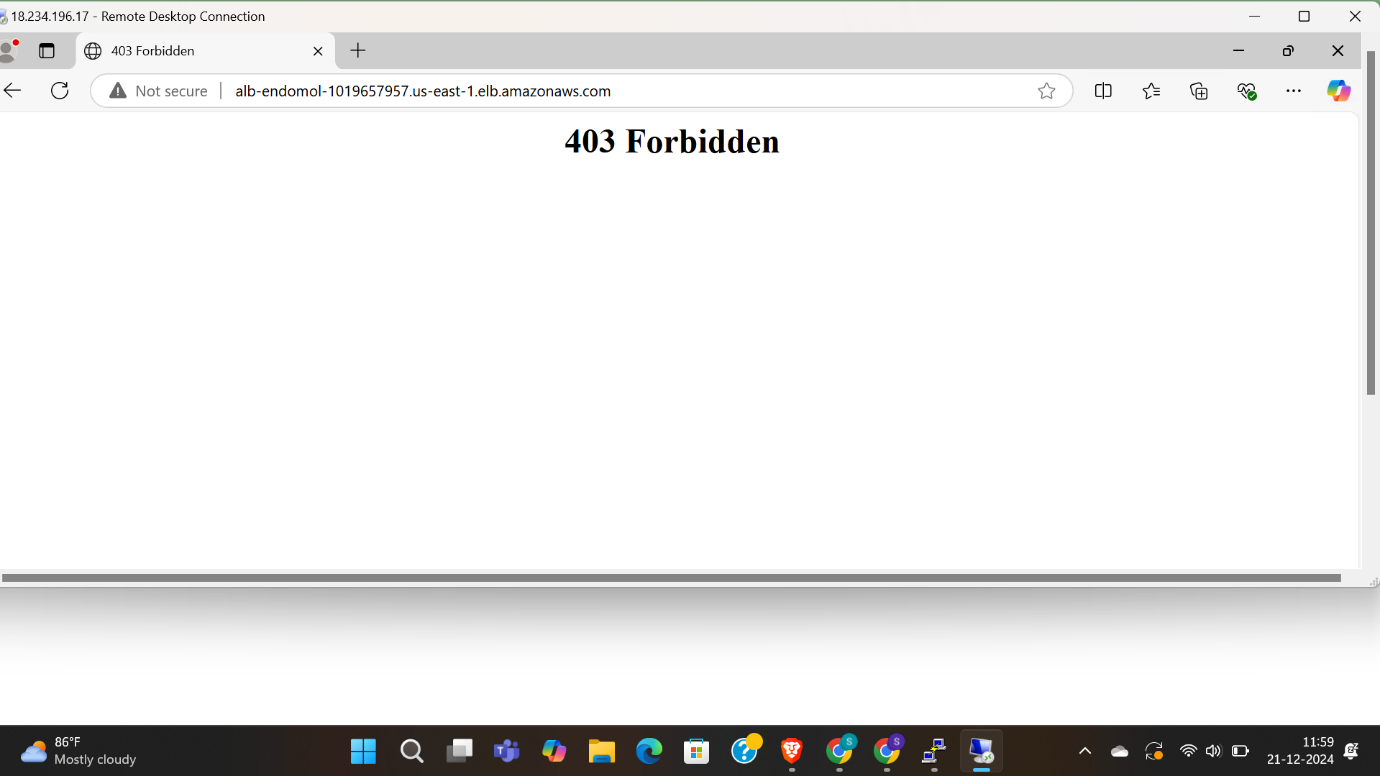 18.234.196.17 - Remote Desktop Connection
403 Forbidden
Not secure
alb-endomol-1019657957.us-east-1.elb.amazonaws.com
403 Forbidden
86°F
Mostly cloudy
T
S
S
11:59
21-12-2024